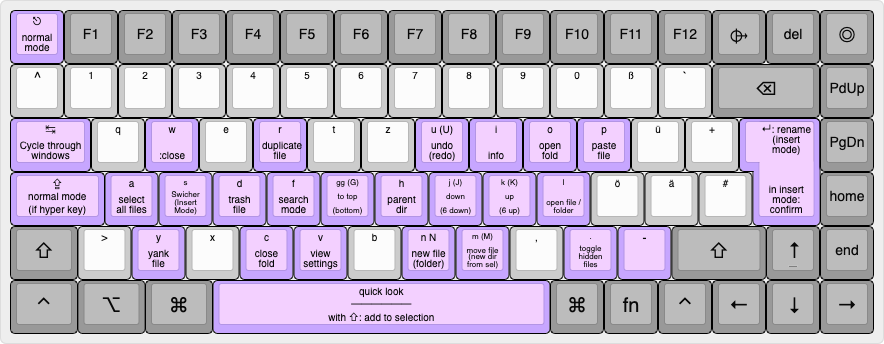 ⎋ normal mode
F1
F2
F3
F4
F5
F6
F7
F8
F9
F10
F11
F12
del
^
1
2
3
4
5
6
7
8
9
0
ß
`
⌫
PdUp
↹
Cycle through
windows
q
w
:close
e
r
duplicate
file
t
z
u (U)
undo
(redo)
i
info
o
open
fold
p
paste
file
ü
+
↵: rename
(insert
mode)
in insert
mode:
confirm
PgDn
⇪
normal mode
(if hyper key)
a
select
all files
s
Swicher
(Insert
Mode)
d
trash
file
f
search
mode
gg (G)
to top
(bottom)
h
parent
dir
j (J)
down
(6 down)
k (K)
up
(6 up)
l
open file /
folder
ö
ä
#
home
⇧
>
y
yank
file
x
c
close
fold
v
view
settings
b
n N
new file
(folder)
m (M)
move file
(new dir
from sel)
,
.
toggle
hidden
files
-
⇧
↑
end
^
⌥
⌘
quick look
with ⇧: add to selection
⌘
fn
^
←
↓
→